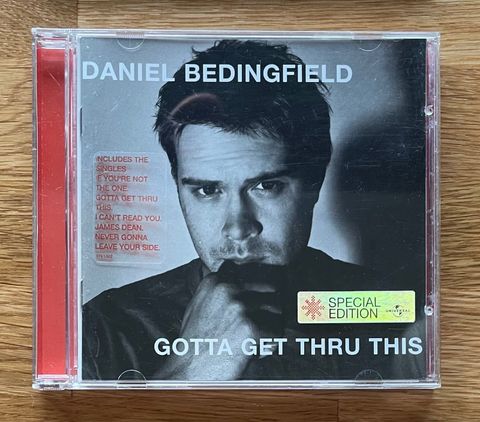 DANIEL BEDINGFIELD
INCLUDES THE
SINGLES
IF YOU'RE NOT
THE ONE,
GOTTA GET THRU
THIS,
I CAN'T READ YOU,
JAMES DEAN,
NEVER GONNA
LEAVE YOUR SIDE.
SPECIAL
EDITION
UNIVERSAL
GOTTA GET THRU THIS